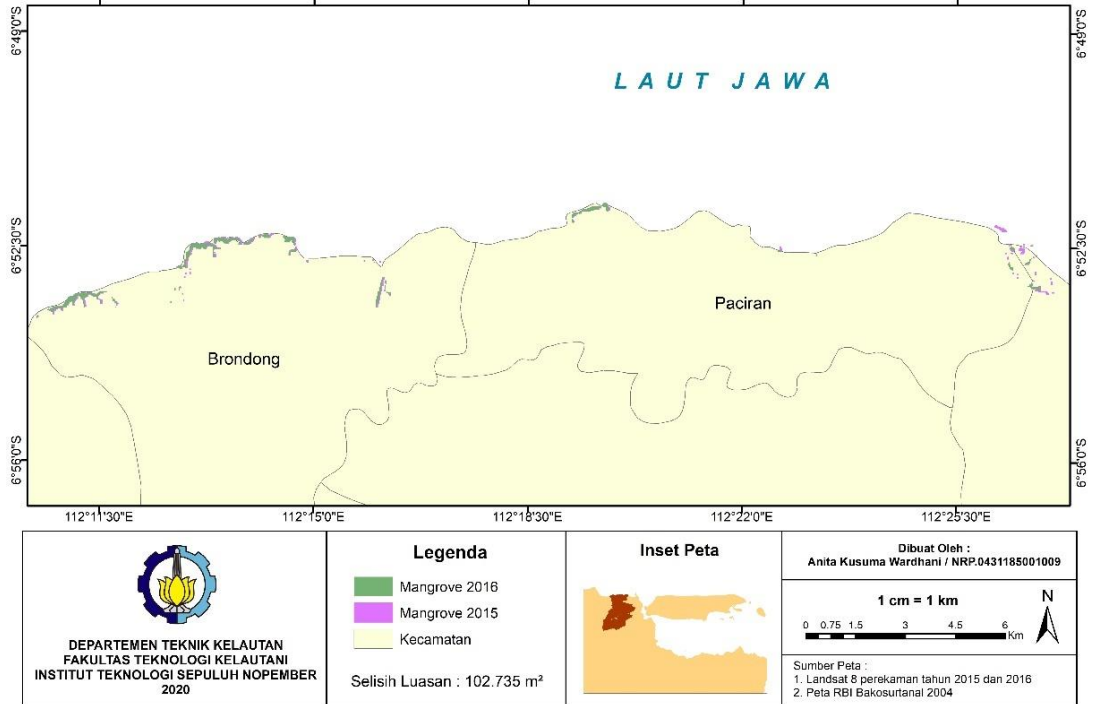 6°49'0"S
6°49'0"S
LAUT JAWA
6°52'30"S
6°52'30"S
Paciran
Brondong
6°56'0"S
6°56'0"S
112°11'30"E
112°15'0"E
112°18'30"E
112°22'0"E
112°25'30"E
DEPARTEMEN TEKNIK KELAUTAN
FAKULTAS TEKNOLOGI KELAUTANI
INSTITUT TEKNOLOGI SEPULUH NOPEMBER
2020
Legenda
Mangrove 2016
Mangrove 2015
Kecamatan
Selisih Luasan : 102.735 m²
Inset Peta
Dibuat Oleh :
Anita Kusuma Wardhani / NRP.0431185001009
1 cm = 1 km
N
0 0.75 1.5 3 4.5 6
Km
Sumber Peta :
1. Landsat 8 perekaman tahun 2015 dan 2016
2. Peta RBI Bakosurtanal 2004